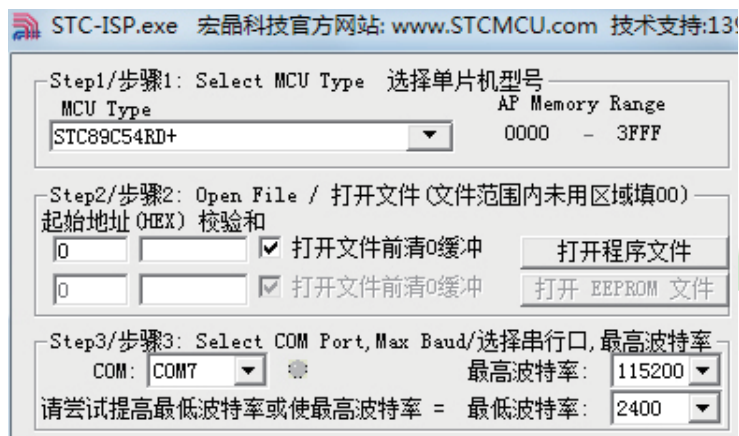 STC-ISP.exe 宏晶科技官方网站: www.STCMCU.com 技术支持:139
Step1/步骤1: Select MCU Type 选择单片机型号
MCU Type AP Memory Range
STC89C54RD+ 0000 - 3FFF
Step2/步骤2: Open File / 打开文件(文件范围内未用区域填00)
起始地址(HEX) 校验和
0 打开文件前清0缓冲 打开程序文件
0 打开文件前清0缓冲 打开 EEPROM 文件
Step3/步骤3: Select COM Port,Max Baud/选择串行口,最高波特率
COM: COM7 最高波特率: 115200
请尝试提高最低波特率或使最高波特率 = 最低波特率: 2400